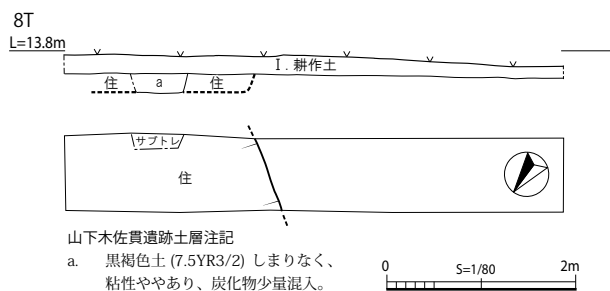 8T
L=13.8m
Ⅰ. 耕作土
住 a 住
サブトレ
住
山下木佐貫遺跡土層注記
a. 黒褐色土 (7.5YR3/2) しまりなく、
粘性ややあり、炭化物少量混入。
0 S=1/80 2m